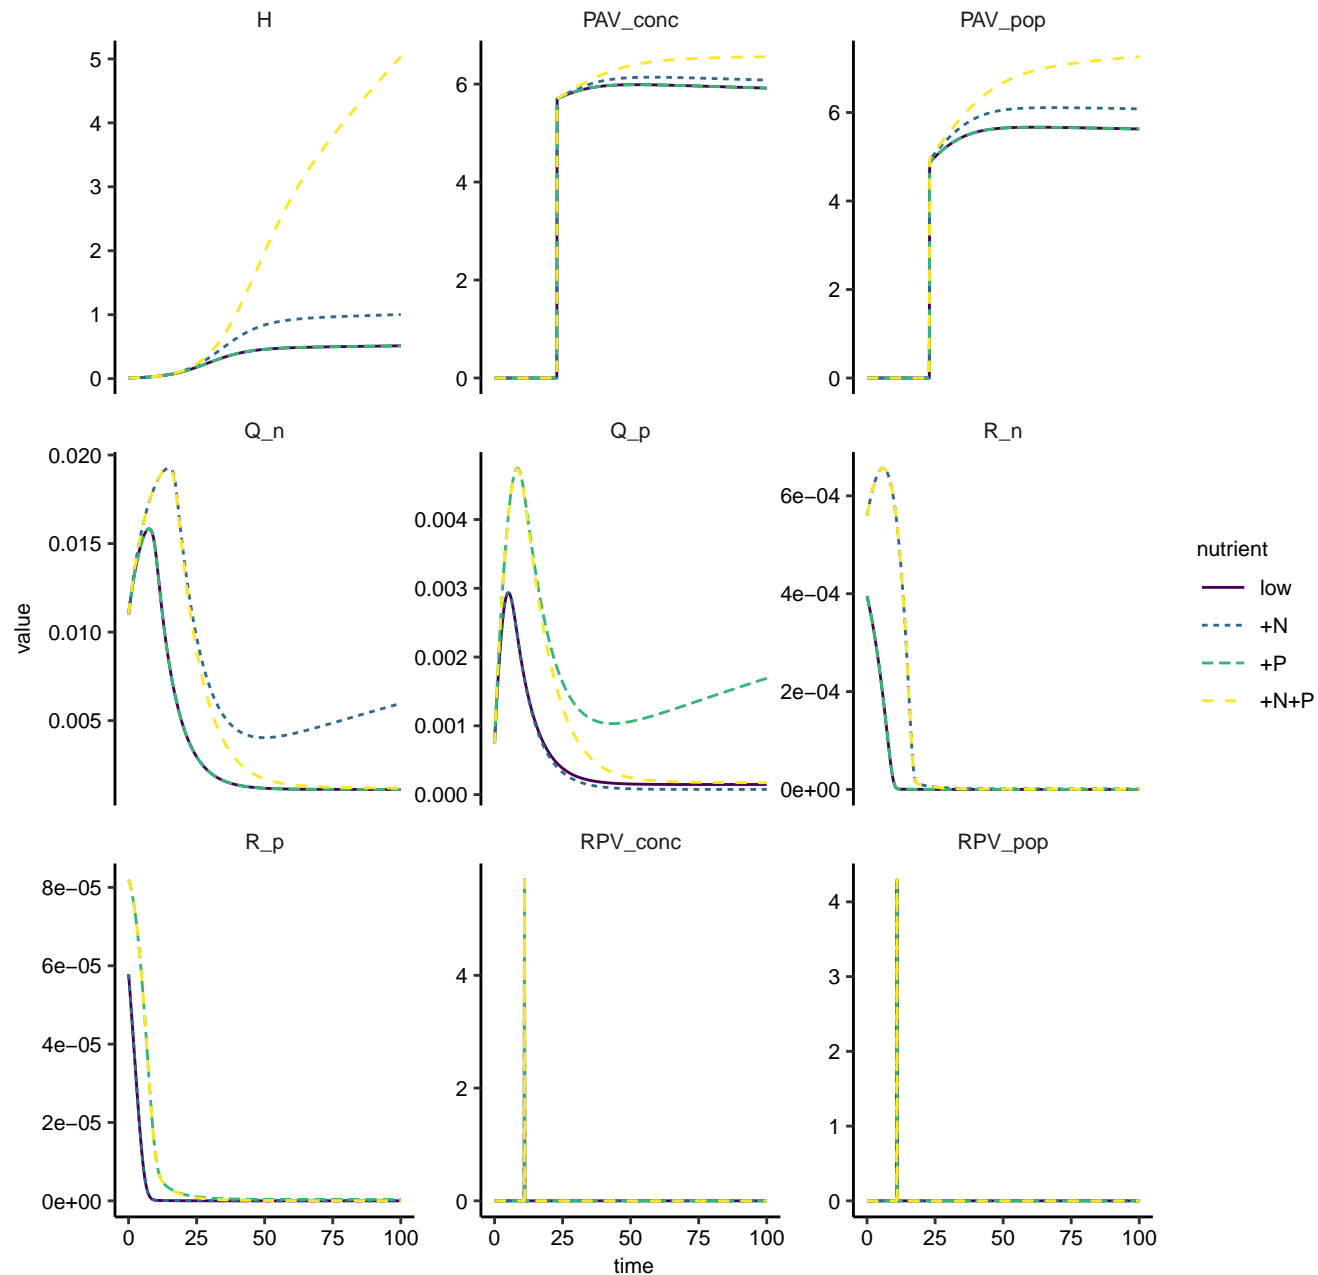 H
PAV_conc
PAV_pop
5
4
3
2
1
0
6
4
2
0
6
4
2
0
Q_n
Q_p
R_n
0.020
0.015
0.010
0.005
0.004
0.003
0.002
0.001
0.000
6e−04
4e−04
2e−04
0e+00
R_p
RPV_conc
RPV_pop
8e−05
6e−05
4e−05
2e−05
0e+00
4
2
0
4
3
2
1
0
0 25 50 75 100
0 25 50 75 100
0 25 50 75 100
time
value
nutrient
low
+N
+P
+N+P